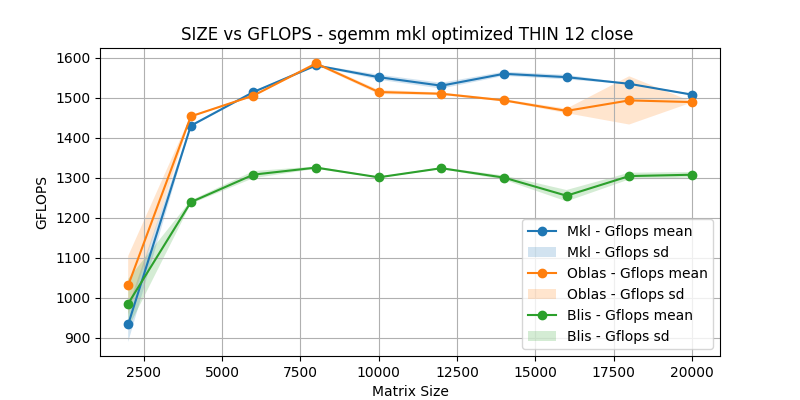 SIZE vs GFLOPS - sgemm mkl optimized THIN 12 close
GFLOPS
1600
1500
1400
1300
1200
1100
1000
900
Mkl - Gflops mean
Mkl - Gflops sd
Oblas - Gflops mean
Oblas - Gflops sd
Blis - Gflops mean
Blis - Gflops sd
2500 5000 7500 10000 12500 15000 17500 20000
Matrix Size